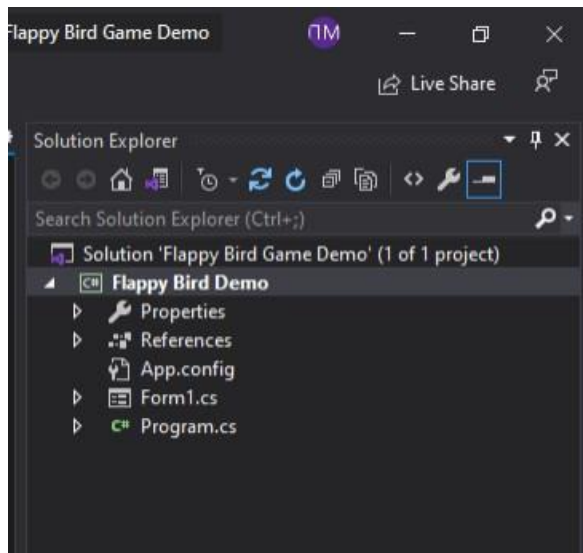 Flappy Bird Game Demo ПМ
Live Share
Solution Explorer
Search Solution Explorer (Ctrl+;)
Solution 'Flappy Bird Game Demo' (1 of 1 project)
C# Flappy Bird Demo
Properties
References
App.config
Form1.cs
C# Program.cs